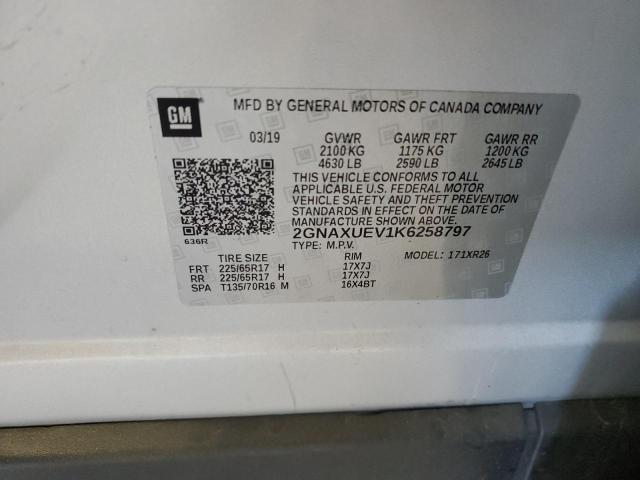 GM
MFD BY GENERAL MOTORS OF CANADA COMPANY
03/19 GVWR GAWR FRT GAWR RR
2100 KG 1175 KG 1200 KG
4630 LB 2590 LB 2645 LB
THIS VEHICLE CONFORMS TO ALL
APPLICABLE U.S. FEDERAL MOTOR
VEHICLE SAFETY AND THEFT PREVENTION
STANDARDS IN EFFECT ON THE DATE OF
MANUFACTURE SHOWN ABOVE.
2GNAXUEV1K6258797
636R
TYPE: M.P.V. MODEL: 171XR26
TIRE SIZE RIM
FRT 225/65R17 H 17X7J
RR 225/65R17 H 17X7J
SPA T135/70R16 M 16X4BT